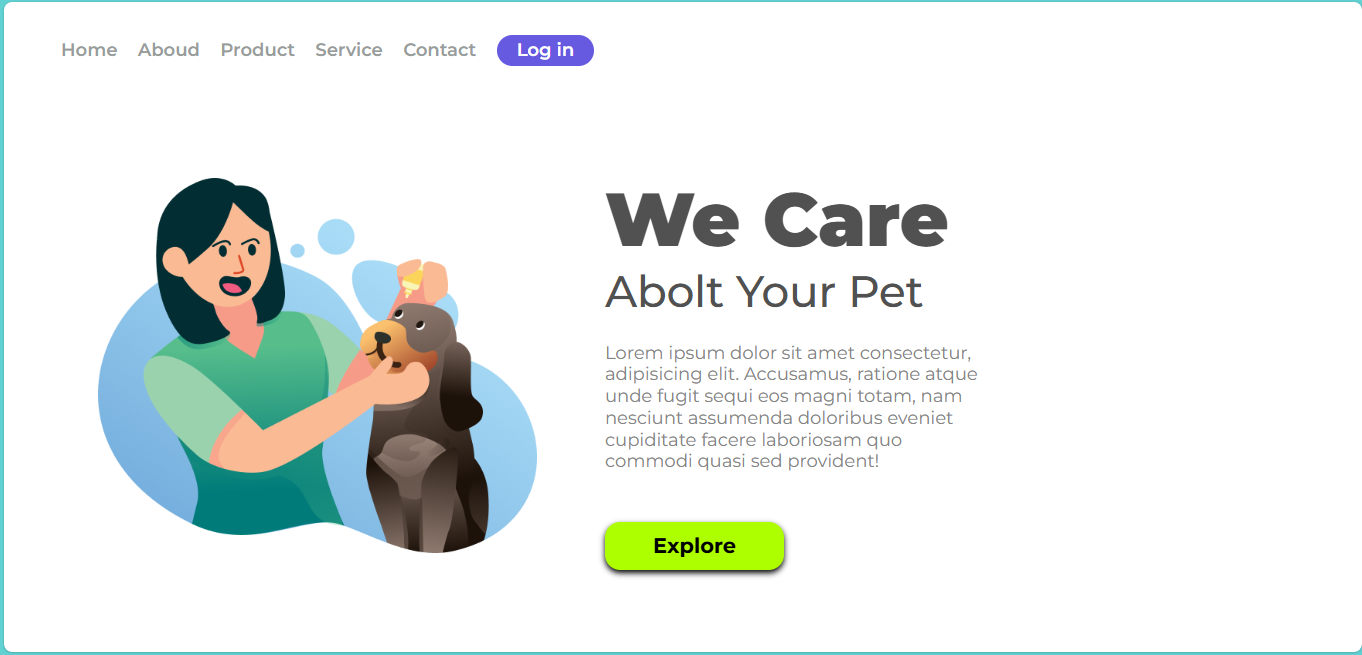 Home Aboud Product Service Contact Log in
We Care
Abolt Your Pet
Lorem ipsum dolor sit amet consectetur,
adipisicing elit. Accusamus, ratione atque
unde fugit sequi eos magni totam, nam
nesciunt assumenda doloribus eveniet
cupiditate facere laboriosam quo
commodi quasi sed provident!
Explore